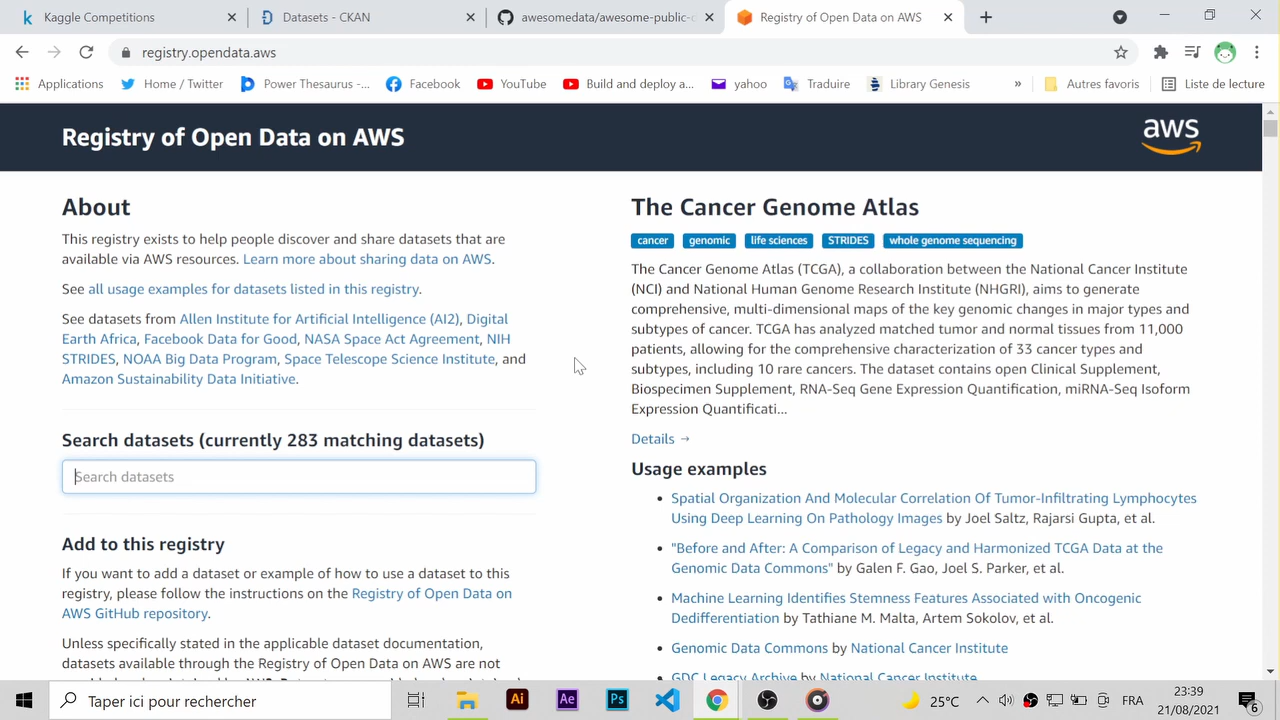 Kaggle Competitions
Datasets - CKAN
awesomedata/awesome-public-
Registry of Open Data on AWS
registry.opendata.aws
Applications
Home / Twitter
Power Thesaurus -...
Facebook
YouTube
Build and deploy a...
yahoo
Traduire
Library Genesis
»
Autres favoris
Liste de lecture
Registry of Open Data on AWS
aws
About
This registry exists to help people discover and share datasets that are
available via AWS resources. Learn more about sharing data on AWS.
See all usage examples for datasets listed in this registry.
See datasets from Allen Institute for Artificial Intelligence (AI2), Digital
Earth Africa, Facebook Data for Good, NASA Space Act Agreement, NIH
STRIDES, NOAA Big Data Program, Space Telescope Science Institute, and
Amazon Sustainability Data Initiative.
Search datasets (currently 283 matching datasets)
Search datasets
Add to this registry
If you want to add a dataset or example of how to use a dataset to this
registry, please follow the instructions on the Registry of Open Data on
AWS GitHub repository.
Unless specifically stated in the applicable dataset documentation,
datasets available through the Registry of Open Data on AWS are not
The Cancer Genome Atlas
cancer genomic life sciences STRIDES whole genome sequencing
The Cancer Genome Atlas (TCGA), a collaboration between the National Cancer Institute
(NCI) and National Human Genome Research Institute (NHGRI), aims to generate
comprehensive, multi-dimensional maps of the key genomic changes in major types and
subtypes of cancer. TCGA has analyzed matched tumor and normal tissues from 11,000
patients, allowing for the comprehensive characterization of 33 cancer types and
subtypes, including 10 rare cancers. The dataset contains open Clinical Supplement,
Biospecimen Supplement, RNA-Seq Gene Expression Quantification, miRNA-Seq Isoform
Expression Quantificati...
Details →
Usage examples
• Spatial Organization And Molecular Correlation Of Tumor-Infiltrating Lymphocytes
Using Deep Learning On Pathology Images by Joel Saltz, Rajarsi Gupta, et al.
• "Before and After: A Comparison of Legacy and Harmonized TCGA Data at the
Genomic Data Commons" by Galen F. Gao, Joel S. Parker, et al.
• Machine Learning Identifies Stemness Features Associated with Oncogenic
Dedifferentiation by Tathiane M. Malta, Artem Sokolov, et al.
• Genomic Data Commons by National Cancer Institute
• GDC Legacy Archive by National Cancer Institute
Taper ici pour rechercher
Ai
Ae
Ps
25°C
FRA
23:39
21/08/2021
6